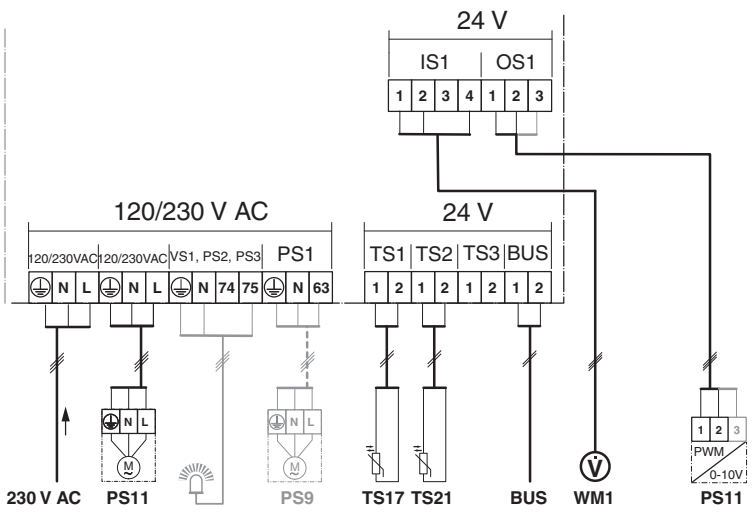 24 V
IS1 OS1
1 2 3 4 1 2 3
120/230 V AC 24 V
120/230VAC 120/230VAC VS1, PS2, PS3 PS1 TS1 TS2 TS3 BUS
N L N L N 74 75 N 63 1 2 1 2 1 2 1 2
N L N L 1 2 3
M ~ M ~ V̇ PWM
0-10V
230 V AC PS11 PS9 TS17 TS21 BUS WM1 PS11